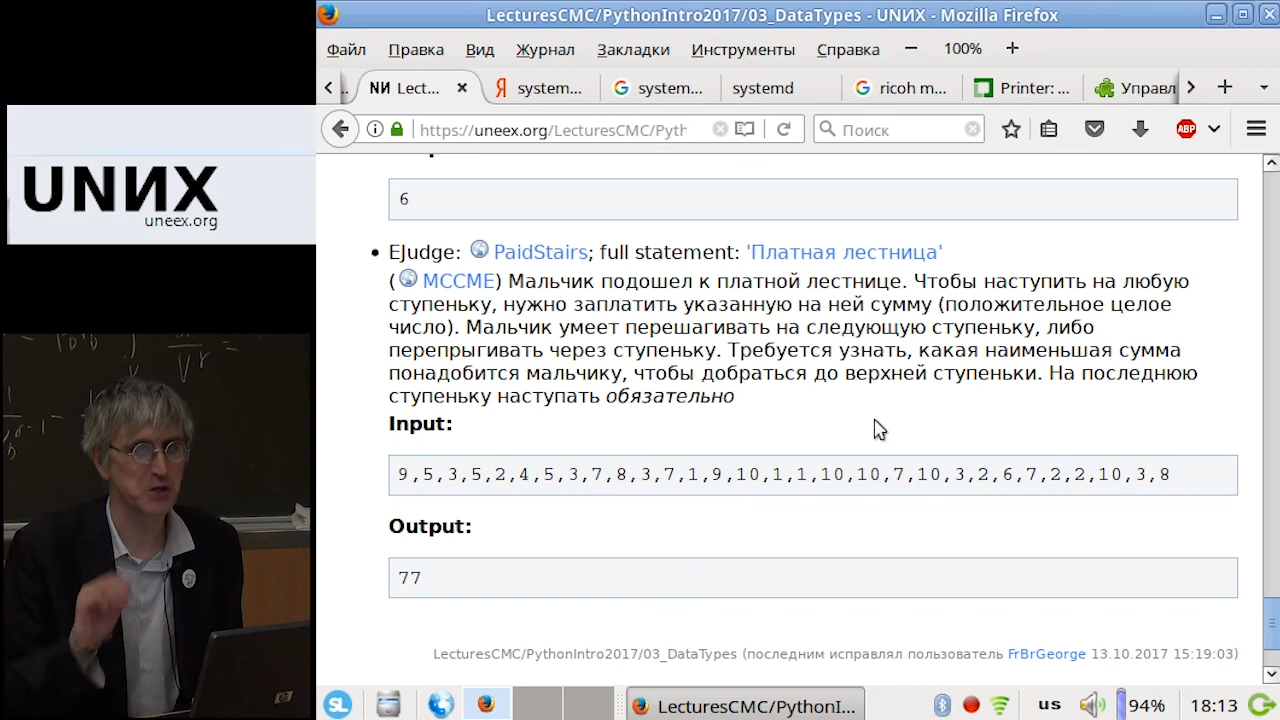 LecturesCMC/PythonIntro2017/03_DataTypes - UNИX - Mozilla Firefox
Файл Правка Вид Журнал Закладки Инструменты Справка − 100% +
NИ Lect... system... system... systemd ricoh m... Printer: ... Управл
https://uneex.org/LecturesCMC/Pyth Поиск ABP
UNИX
uneex.org
6
EJudge: PaidStairs; full statement: 'Платная лестница'
(MCCME) Мальчик подошел к платной лестнице. Чтобы наступить на любую
ступеньку, нужно заплатить указанную на ней сумму (положительное целое
число). Мальчик умеет перешагивать на следующую ступеньку, либо
перепрыгивать через ступеньку. Требуется узнать, какая наименьшая сумма
понадобится мальчику, чтобы добраться до верхней ступеньки. На последнюю
ступеньку наступать обязательно
Input:
9,5,3,5,2,4,5,3,7,8,3,7,1,9,10,1,1,10,10,7,10,3,2,6,7,2,2,10,3,8
Output:
77
LecturesCMC/PythonIntro2017/03_DataTypes (последним исправлял пользователь FrBrGeorge 13.10.2017 15:19:03)
SL LecturesCMC/PythonI... us 94% 18:13
hp